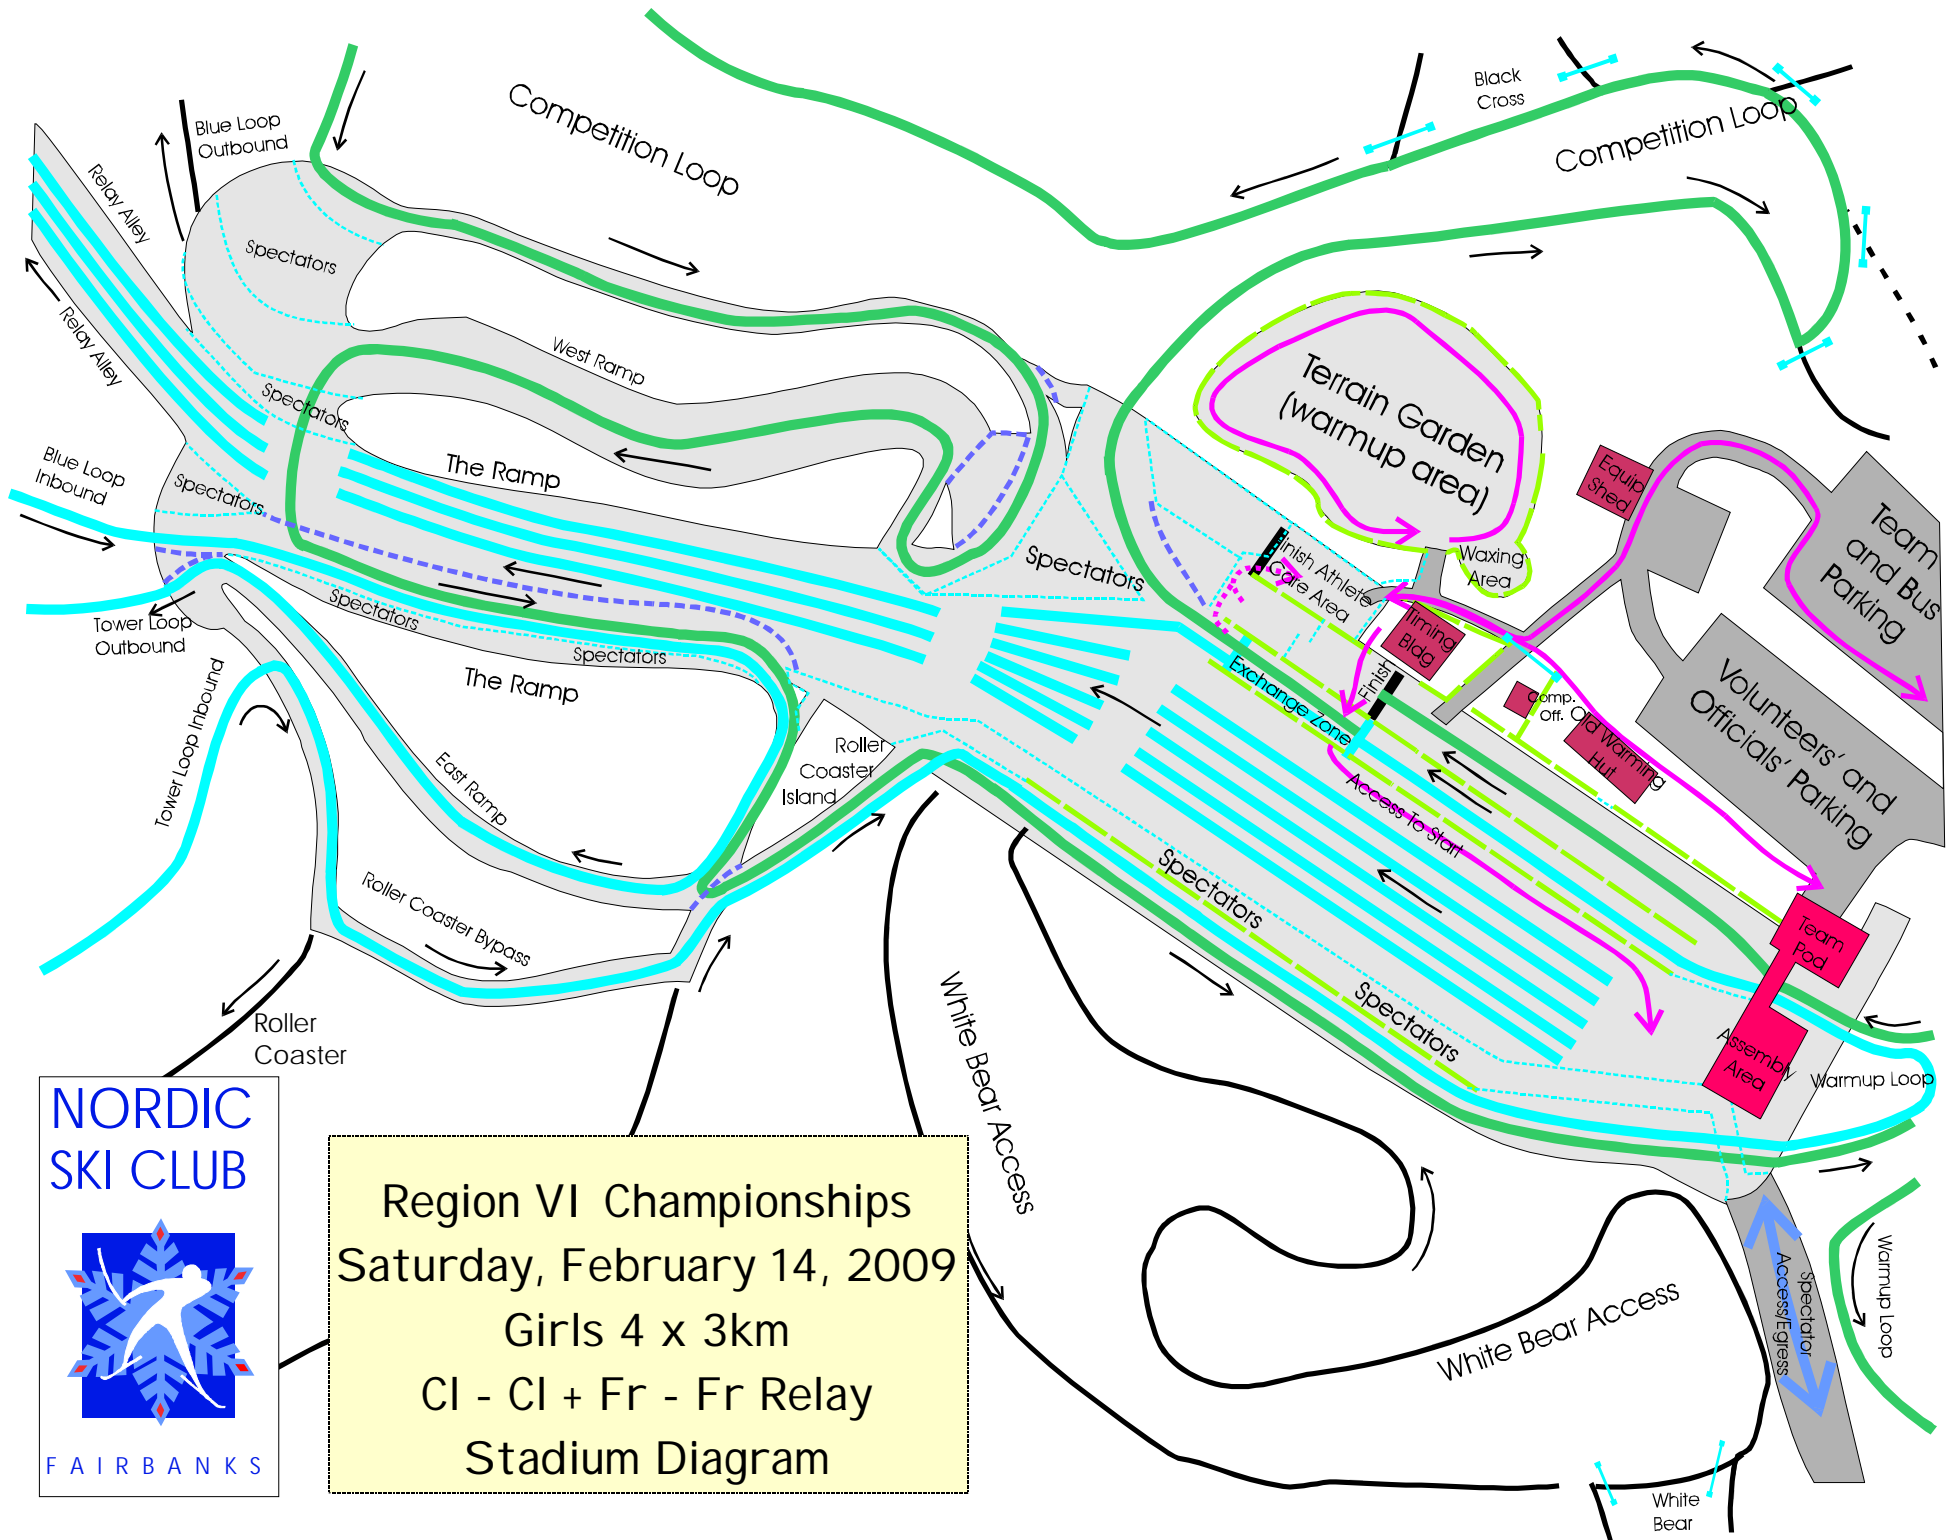 Black
Cross
Competition Loop
Competition Loop
Blue Loop
Outbound
Relay Alley
Spectators
Relay Alley
West Ramp
Spectators
Terrain Garden
(warmup area)
Equip
Shed
Team
and Bus
Parking
Blue Loop
Inbound
Spectators
The Ramp
Waxing
Area
Finish Athlete
Care Area
Spectators
Timing
Bldg
Tower Loop
Outbound
Spectators
Spectators
The Ramp
Exchange Zone
Finish
Comp.
Off.
Old Warming
Hut
Volunteers' and
Officials' Parking
Tower Loop Inbound
East Ramp
Roller
Coaster
Island
Access To Start
Spectators
Roller Coaster Bypass
Team
Pod
White Bear Access
Spectators
Assembly
Area
Warmup Loop
Roller
Coaster
NORDIC
SKI CLUB
FAIRBANKS
Region VI Championships
Saturday, February 14, 2009
Girls 4 x 3km
Cl - Cl + Fr - Fr Relay
Stadium Diagram
White Bear Access
Spectator
Access/Egress
Warmup Loop
White
Bear